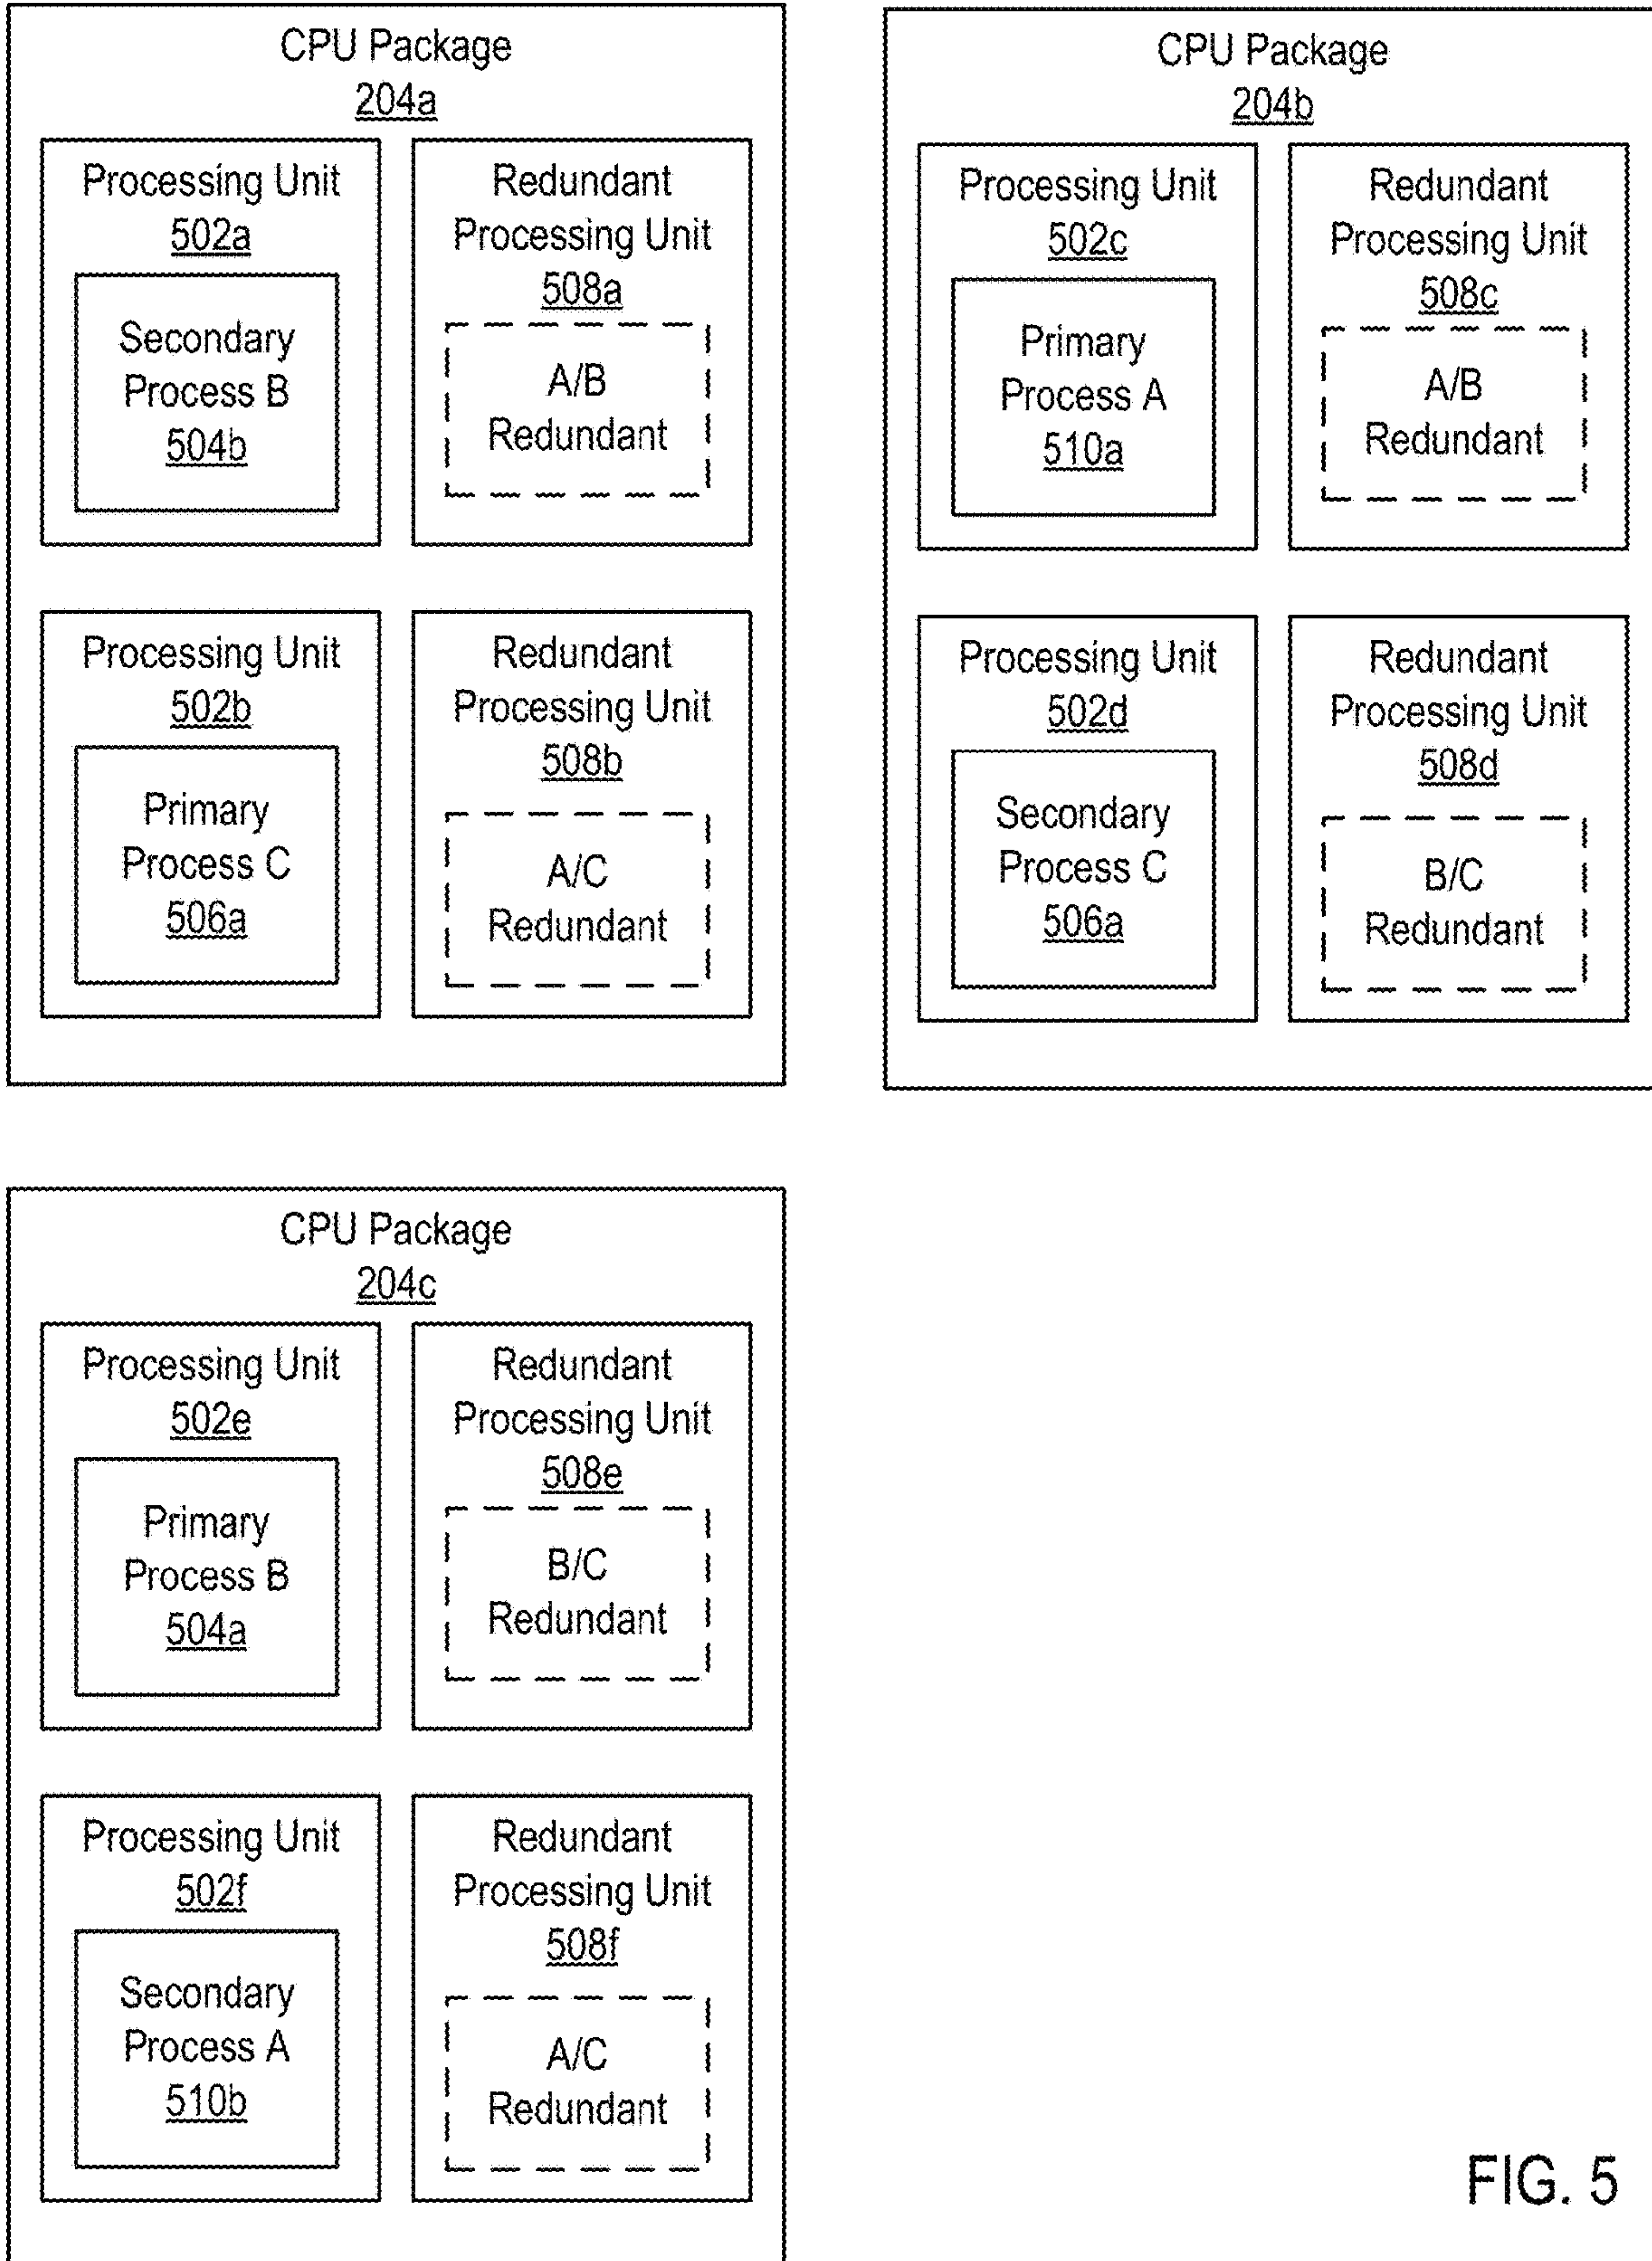 CPU Package
204a
Processing Unit
502a
Secondary
Process B
504b
Redundant
Processing Unit
508a
A/B
Redundant
Processing Unit
502b
Primary
Process C
506a
Redundant
Processing Unit
508b
A/C
Redundant
CPU Package
204b
Processing Unit
502c
Primary
Process A
510a
Redundant
Processing Unit
508c
A/B
Redundant
Processing Unit
502d
Secondary
Process C
506a
Redundant
Processing Unit
508d
B/C
Redundant
CPU Package
204c
Processing Unit
502e
Primary
Process B
504a
Redundant
Processing Unit
508e
B/C
Redundant
Processing Unit
502f
Secondary
Process A
510b
Redundant
Processing Unit
508f
A/C
Redundant
FIG. 5